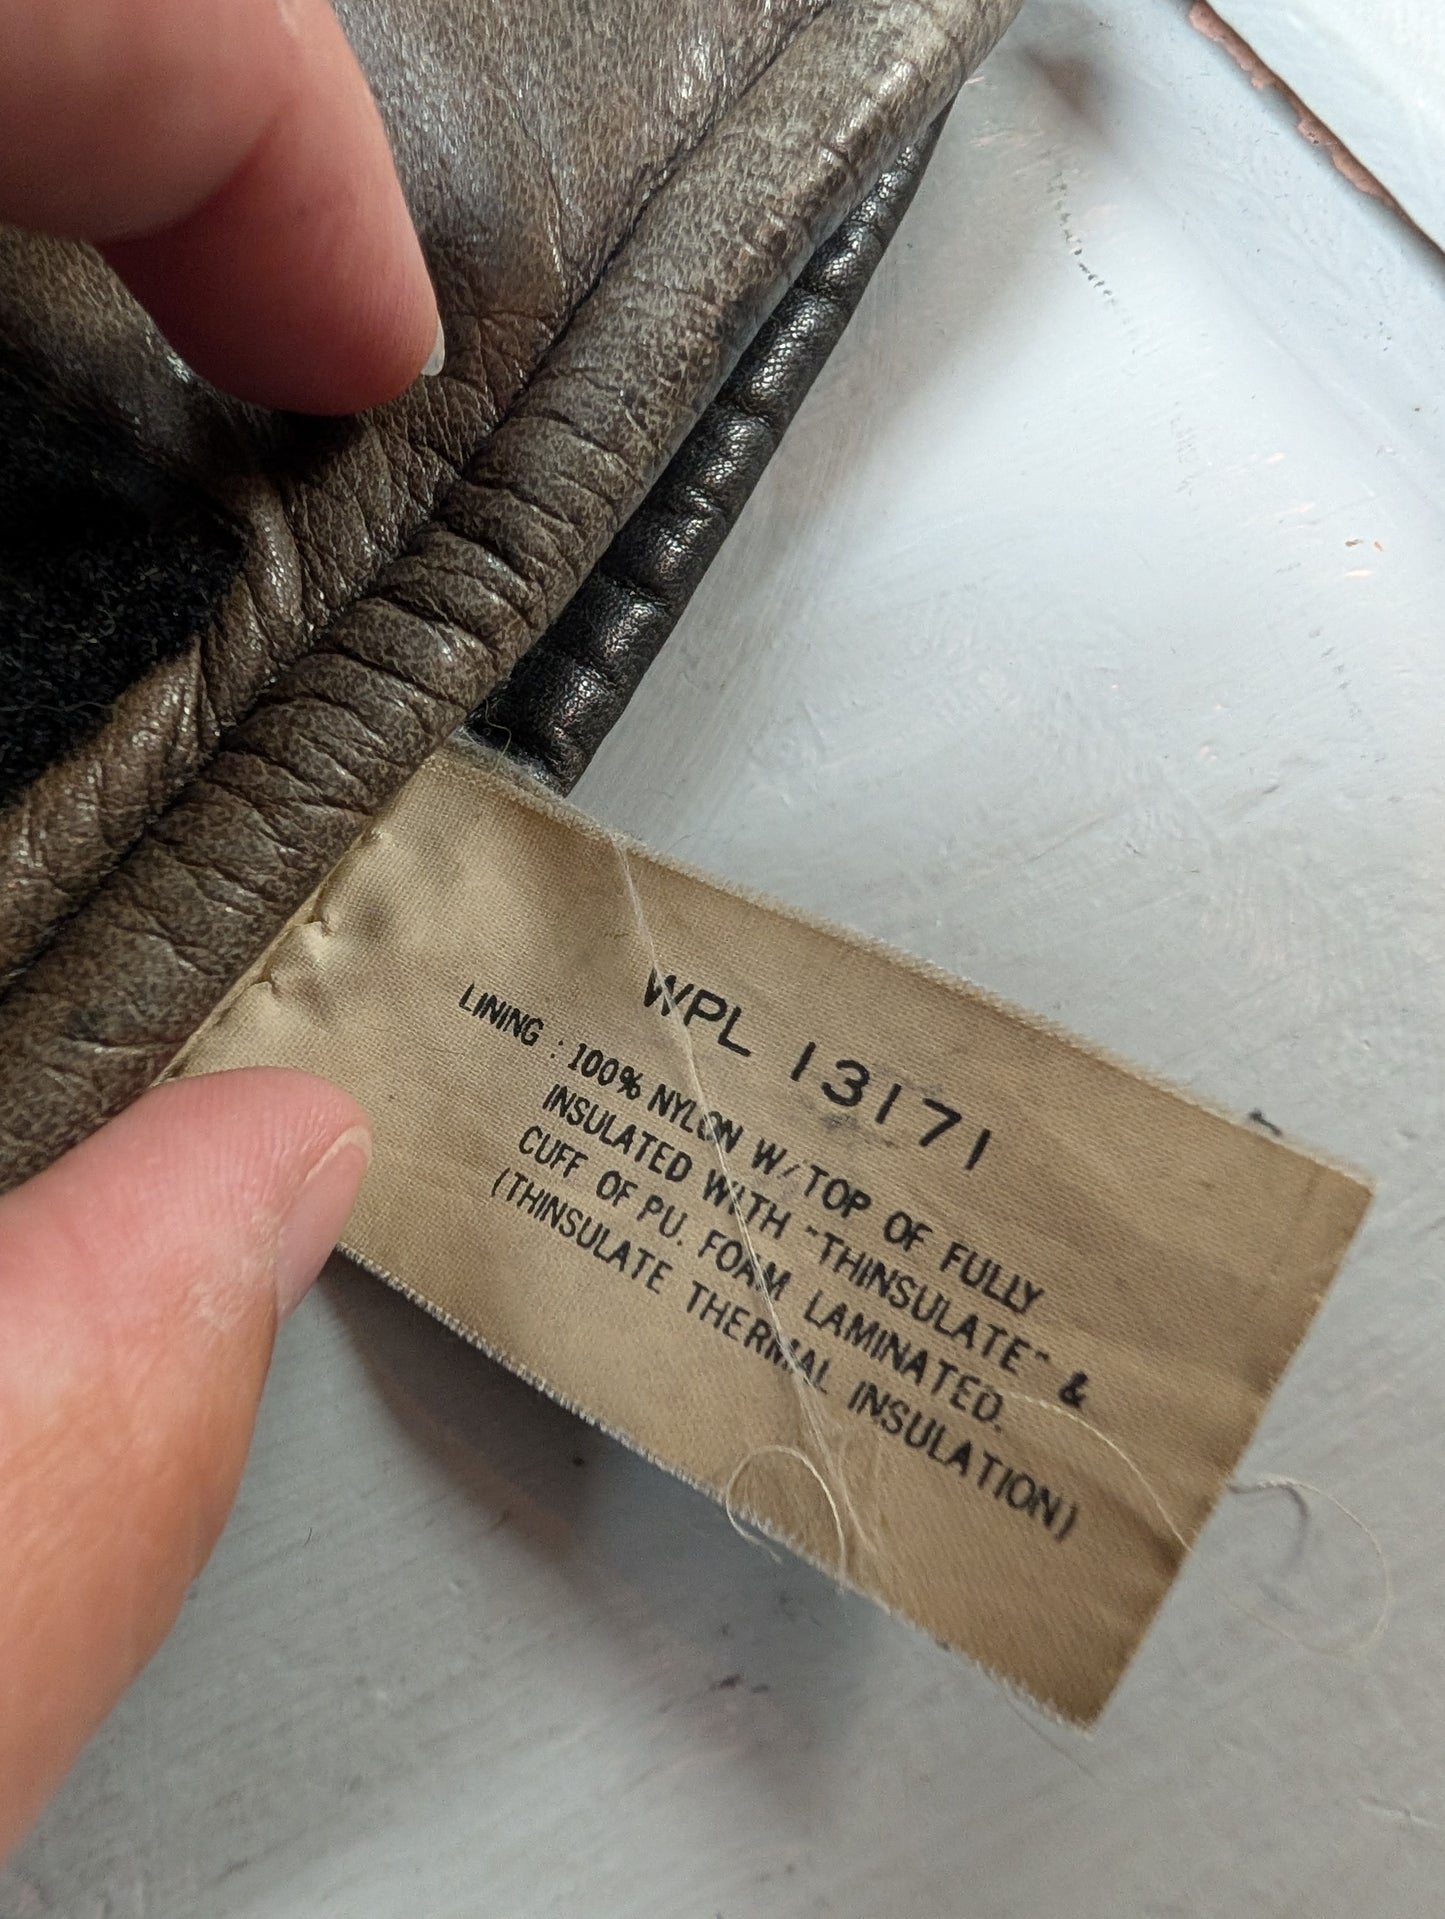 WPL 13171
LINING : 100% NYLON W/TOP OF FULLY
INSULATED WITH "THINSULATE" &
CUFF OF PU. FOAM LAMINATED.
(THINSULATE THERMAL INSULATION)